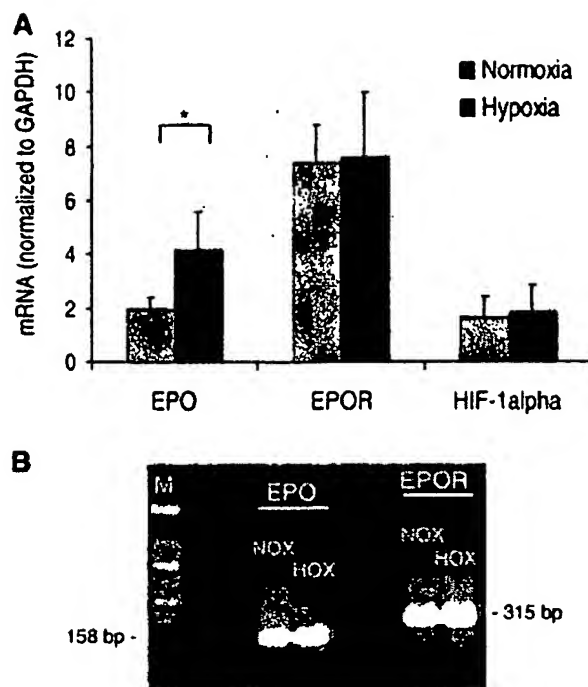 A
mRNA (normalized to GAPDH)
12
10
8
6
4
2
0
Normoxia
Hypoxia
*
EPO EPOR HIF-1alpha
B
M
EPO
EPOR
NOX
HOX
NOX
HOX
158 bp -
- 315 bp